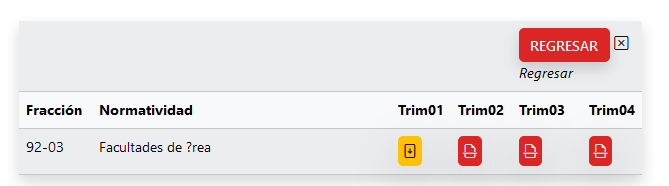 REGRESAR
Regresar
Fracción Normatividad Trim01 Trim02 Trim03 Trim04
92-03 Facultades de ?rea